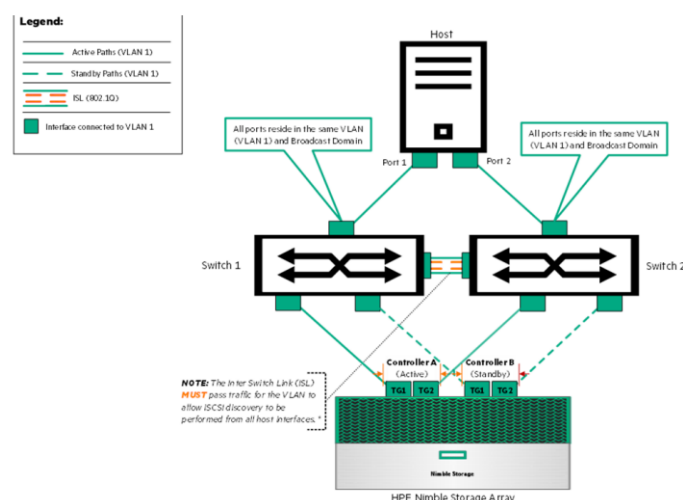 Legend:
Active Paths (VLAN 1)
Standby Paths (VLAN 1)
ISL (802.1Q)
Interface connected to VLAN 1
Host
All ports reside in the same VLAN
(VLAN 1) and Broadcast Domain
All ports reside in the same VLAN
(VLAN 1) and Broadcast Domain
Port 1
Port 2
Switch 1
Switch 2
Controller A
(Active)
Controller B
(Standby)
TG1
TG2
TG1
TG2
NOTE: The Inter Switch Link (ISL)
MUST pass traffic for the VLAN to
allow iSCSI discovery to be
performed from all host interfaces.*
Nimble Storage
HPE Nimble Storage Array